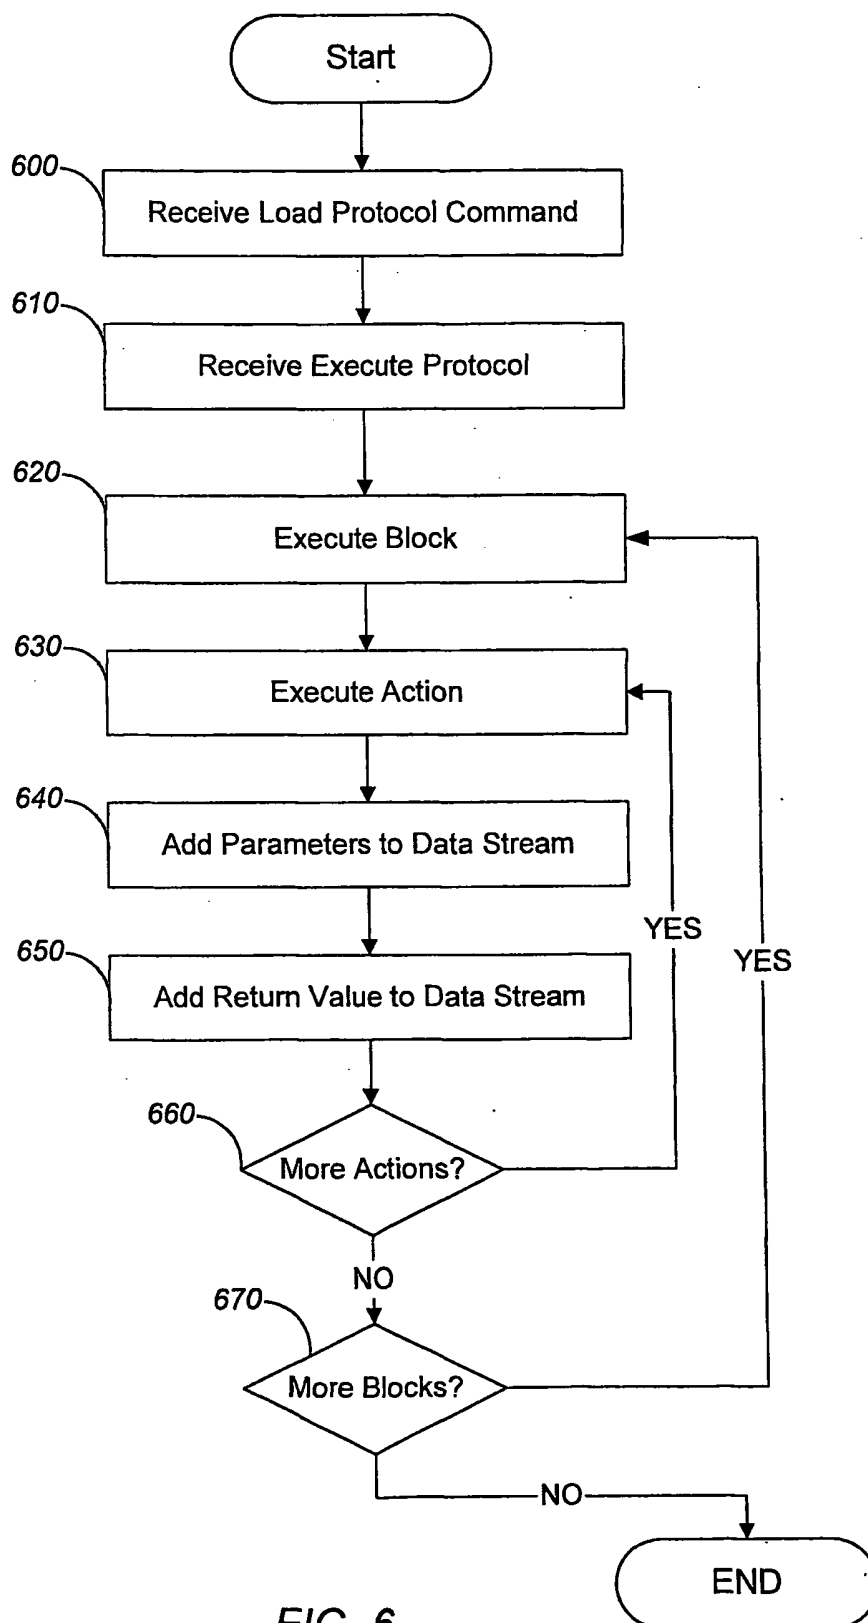 Start
600
Receive Load Protocol Command
610
Receive Execute Protocol
620
Execute Block
630
Execute Action
640
Add Parameters to Data Stream
650
Add Return Value to Data Stream
YES
YES
660
More Actions?
NO
670
More Blocks?
NO
END
FIG. 6